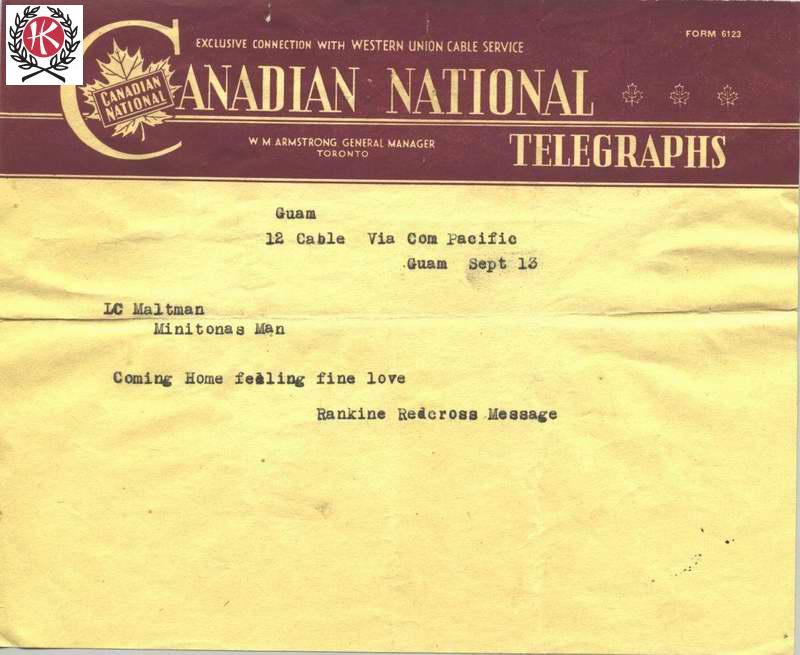 HK
EXCLUSIVE CONNECTION WITH WESTERN UNION CABLE SERVICE
FORM 6123
CANADIAN NATIONAL
CANADIAN NATIONAL
TELEGRAPHS
W M ARMSTRONG, GENERAL MANAGER
TORONTO
Guam
12 Cable Via Com Pacific
Guam Sept 13
LC Maltman
Minitonas Man
Coming Home feeling fine love
Rankine Redcross Message